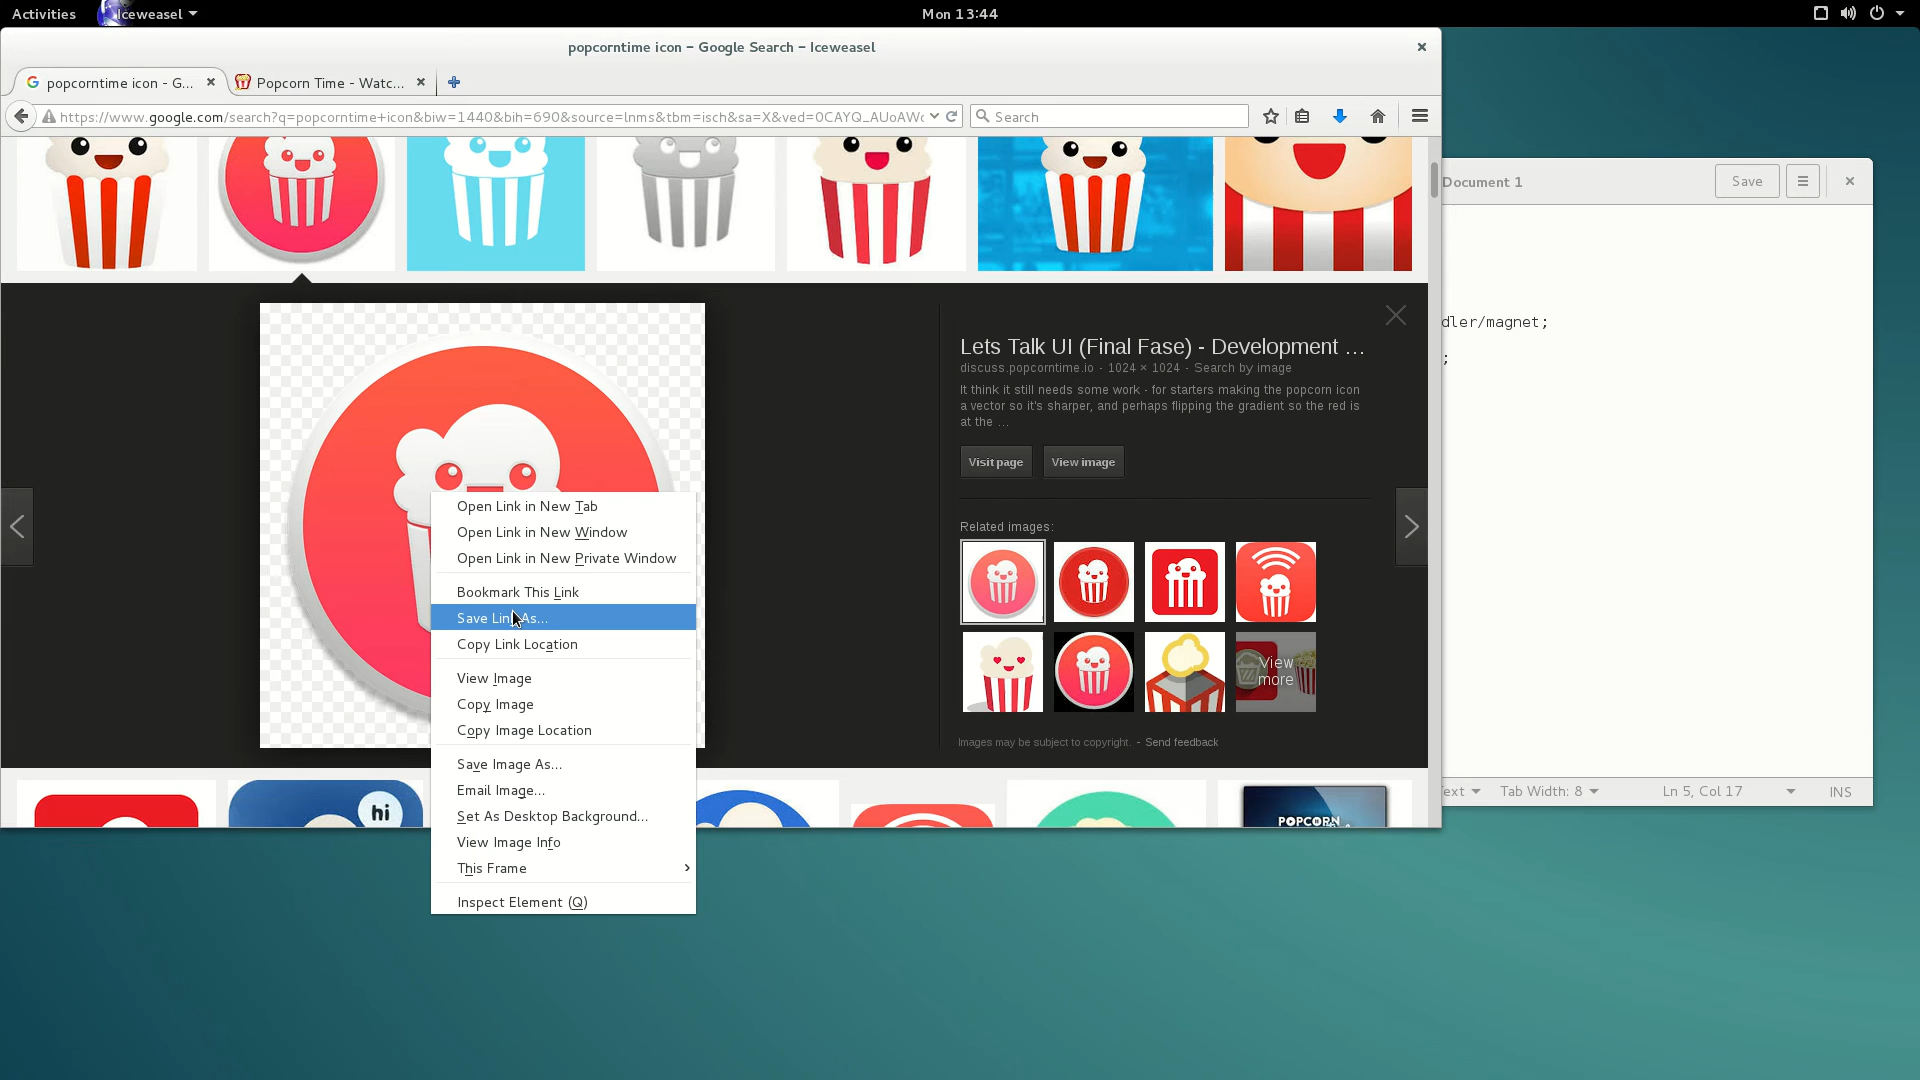 Activities
Iceweasel
Mon 13:44
popcorntime icon – Google Search – Iceweasel
popcorntime icon - G...
Popcorn Time - Watc...
https://www.google.com/search?q=popcorntime+icon&biw=1440&bih=690&source=lnms&tbm=isch&sa=X&ved=0CAYQ_AUoAWc
Search
Document 1
Save
dler/magnet;
;
Lets Talk UI (Final Fase) - Development ...
discuss.popcorntime.io - 1024 × 1024 - Search by image
It think it still needs some work - for starters making the popcorn icon
a vector so it's sharper, and perhaps flipping the gradient so the red is
at the ...
Visit page
View image
Related images:
View
more
Images may be subject to copyright. - Send feedback
Open Link in New Tab
Open Link in New Window
Open Link in New Private Window
Bookmark This Link
Save Link As...
Copy Link Location
View Image
Copy Image
Copy Image Location
Save Image As...
Email Image...
Set As Desktop Background...
View Image Info
This Frame
Inspect Element (Q)
hi
POPCORN
ext
Tab Width: 8
Ln 5, Col 17
INS